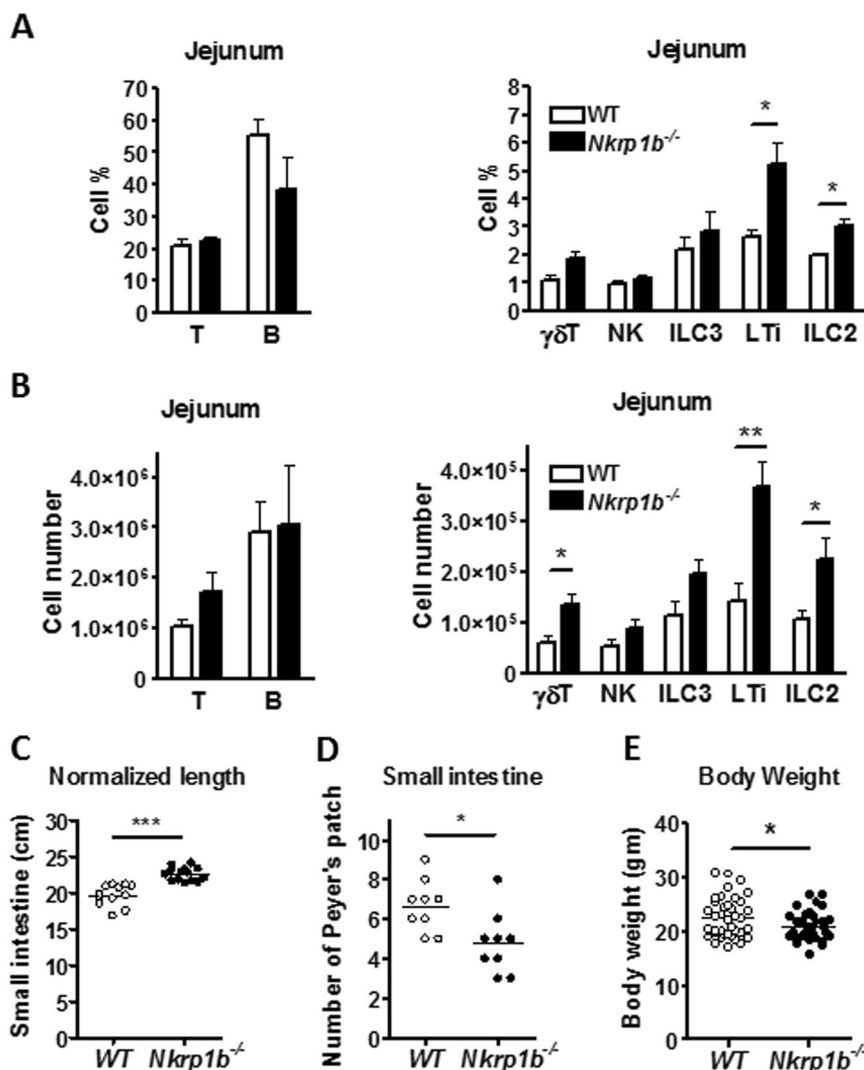 A
Jejunum
Cell %
70
60
50
40
30
20
10
0
T B
Jejunum
Cell %
8
7
6
5
4
3
2
1
0
WT
Nkrp1b-/-
*
*
γδT NK ILC3 LTi ILC2
B
Jejunum
Cell number
4.0×10⁶
3.0×10⁶
2.0×10⁶
1.0×10⁶
0
T B
Jejunum
Cell number
4.0×10⁵
3.0×10⁵
2.0×10⁵
1.0×10⁵
0
WT
Nkrp1b-/-
*
**
*
γδT NK ILC3 LTi ILC2
C
Normalized length
Small intestine (cm)
30
25
20
15
10
5
0
***
WT Nkrp1b-/-
D
Small intestine
Number of Peyer's patch
10
8
6
4
2
0
*
WT Nkrp1b-/-
E
Body Weight
Body weight (gm)
40
30
20
10
0
*
WT Nkrp1b-/-